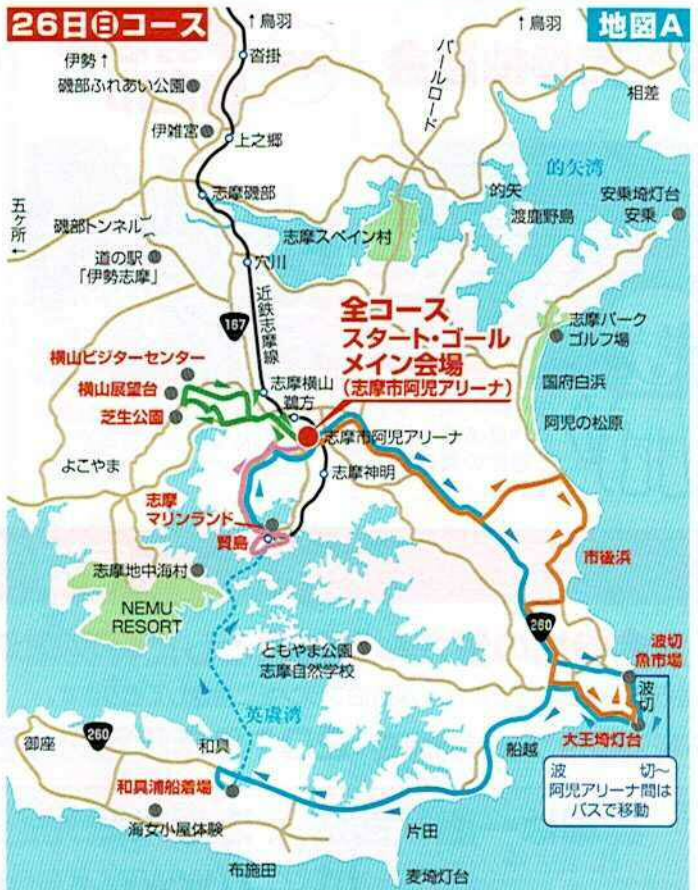 26日㊐コース
地図A
↑鳥羽
↑鳥羽
伊勢↑
沓掛
磯部ふれあい公園
パールロード
相差
伊雑宮
上之郷
的矢湾
志摩磯部
的矢
安乗埼灯台
安乗
渡鹿野島
五ヶ所
←
磯部トンネル
志摩スペイン村
道の駅
「伊勢志摩」
穴川
近鉄志摩線
167
全コース
スタート・ゴール
メイン会場
(志摩市阿児アリーナ)
志摩パーク
ゴルフ場
横山ビジターセンター
横山展望台
芝生公園
志摩横山
鵜方
国府白浜
阿児の松原
志摩市阿児アリーナ
よこやま
志摩神明
志摩
マリンランド
賢島
市後浜
志摩地中海村
NEMU
RESORT
260
ともやま公園
志摩自然学校
波切
魚市場
波切
英虞湾
大王埼灯台
260
御座
和具
船越
和具浦船着場
波　切～
阿児アリーナ間は
バスで移動
海女小屋体験
片田
布施田
麦埼灯台